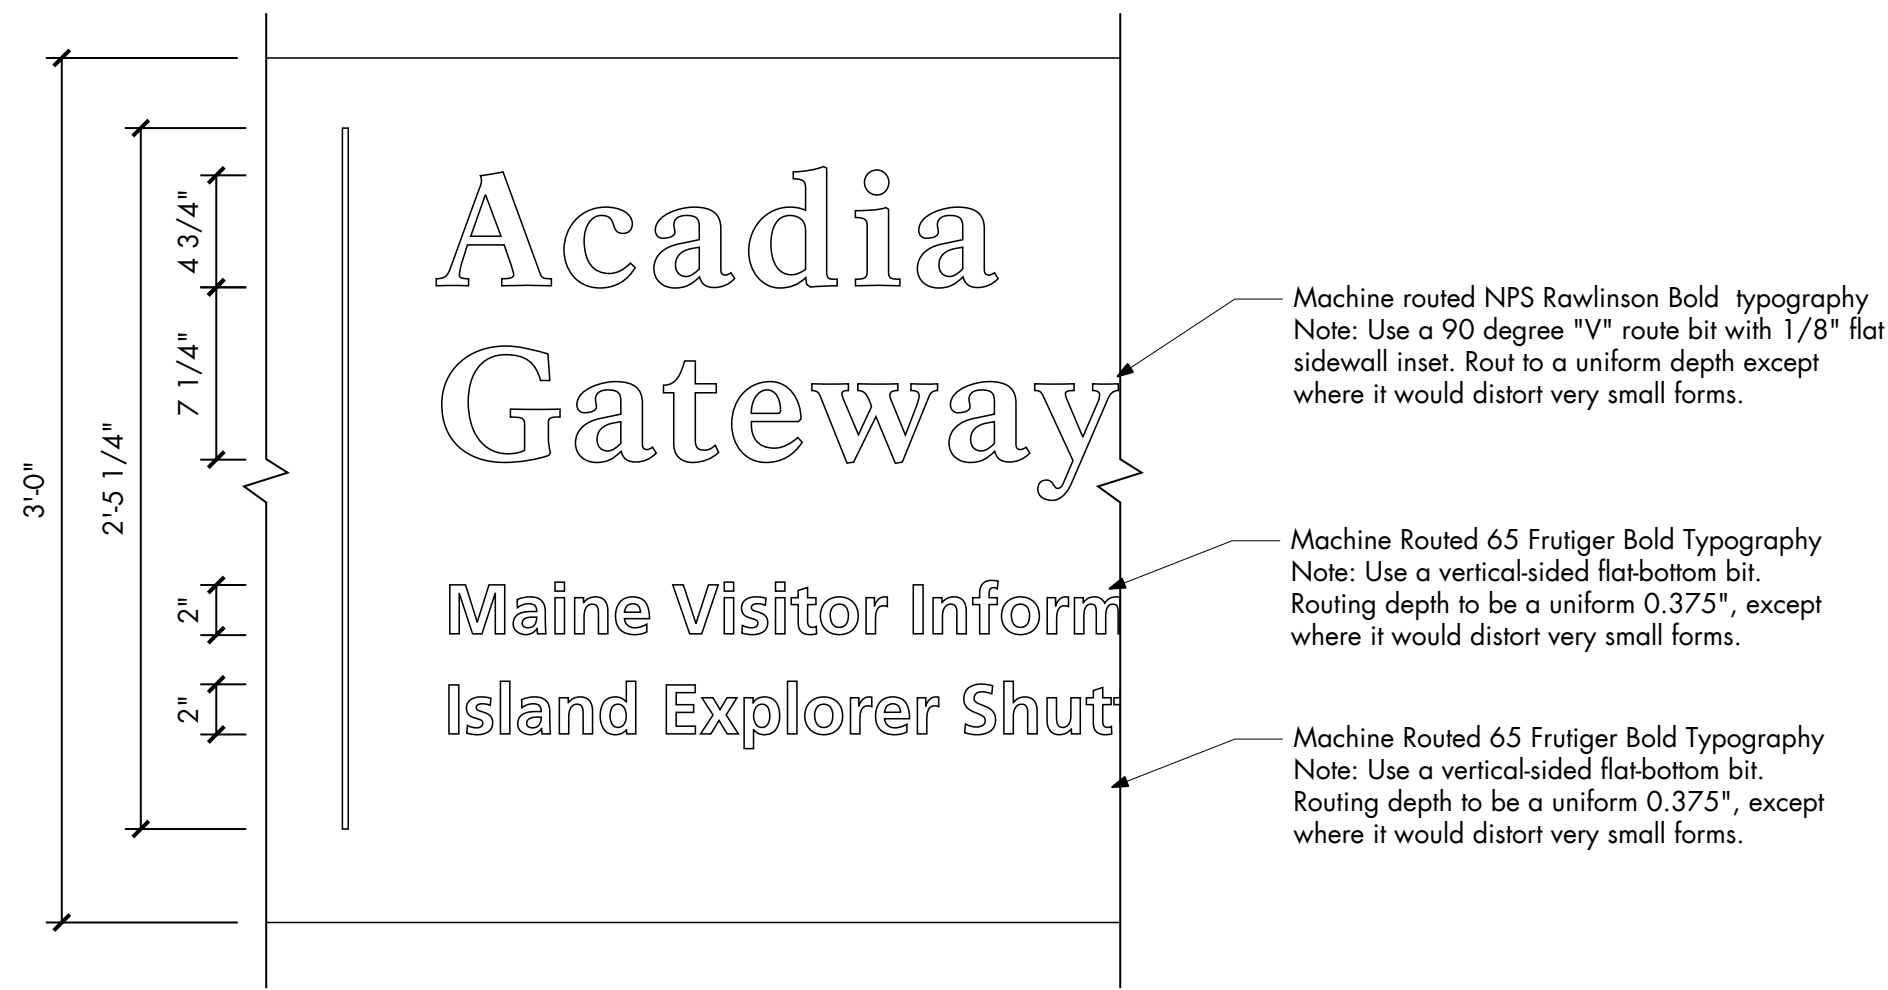 3'-0"
2'-5 1/4"
4 3/4"
7 1/4"
2"
2"
Acadia
Gateway
Maine Visitor Inform
Island Explorer Shutt
Machine routed NPS Rawlinson Bold  typography
Note: Use a 90 degree "V" route bit with 1/8" flat
sidewall inset. Rout to a uniform depth except
where it would distort very small forms.
Machine Routed 65 Frutiger Bold Typography
Note: Use a vertical-sided flat-bottom bit.
Routing depth to be a uniform 0.375", except
where it would distort very small forms.
Machine Routed 65 Frutiger Bold Typography
Note: Use a vertical-sided flat-bottom bit.
Routing depth to be a uniform 0.375", except
where it would distort very small forms.